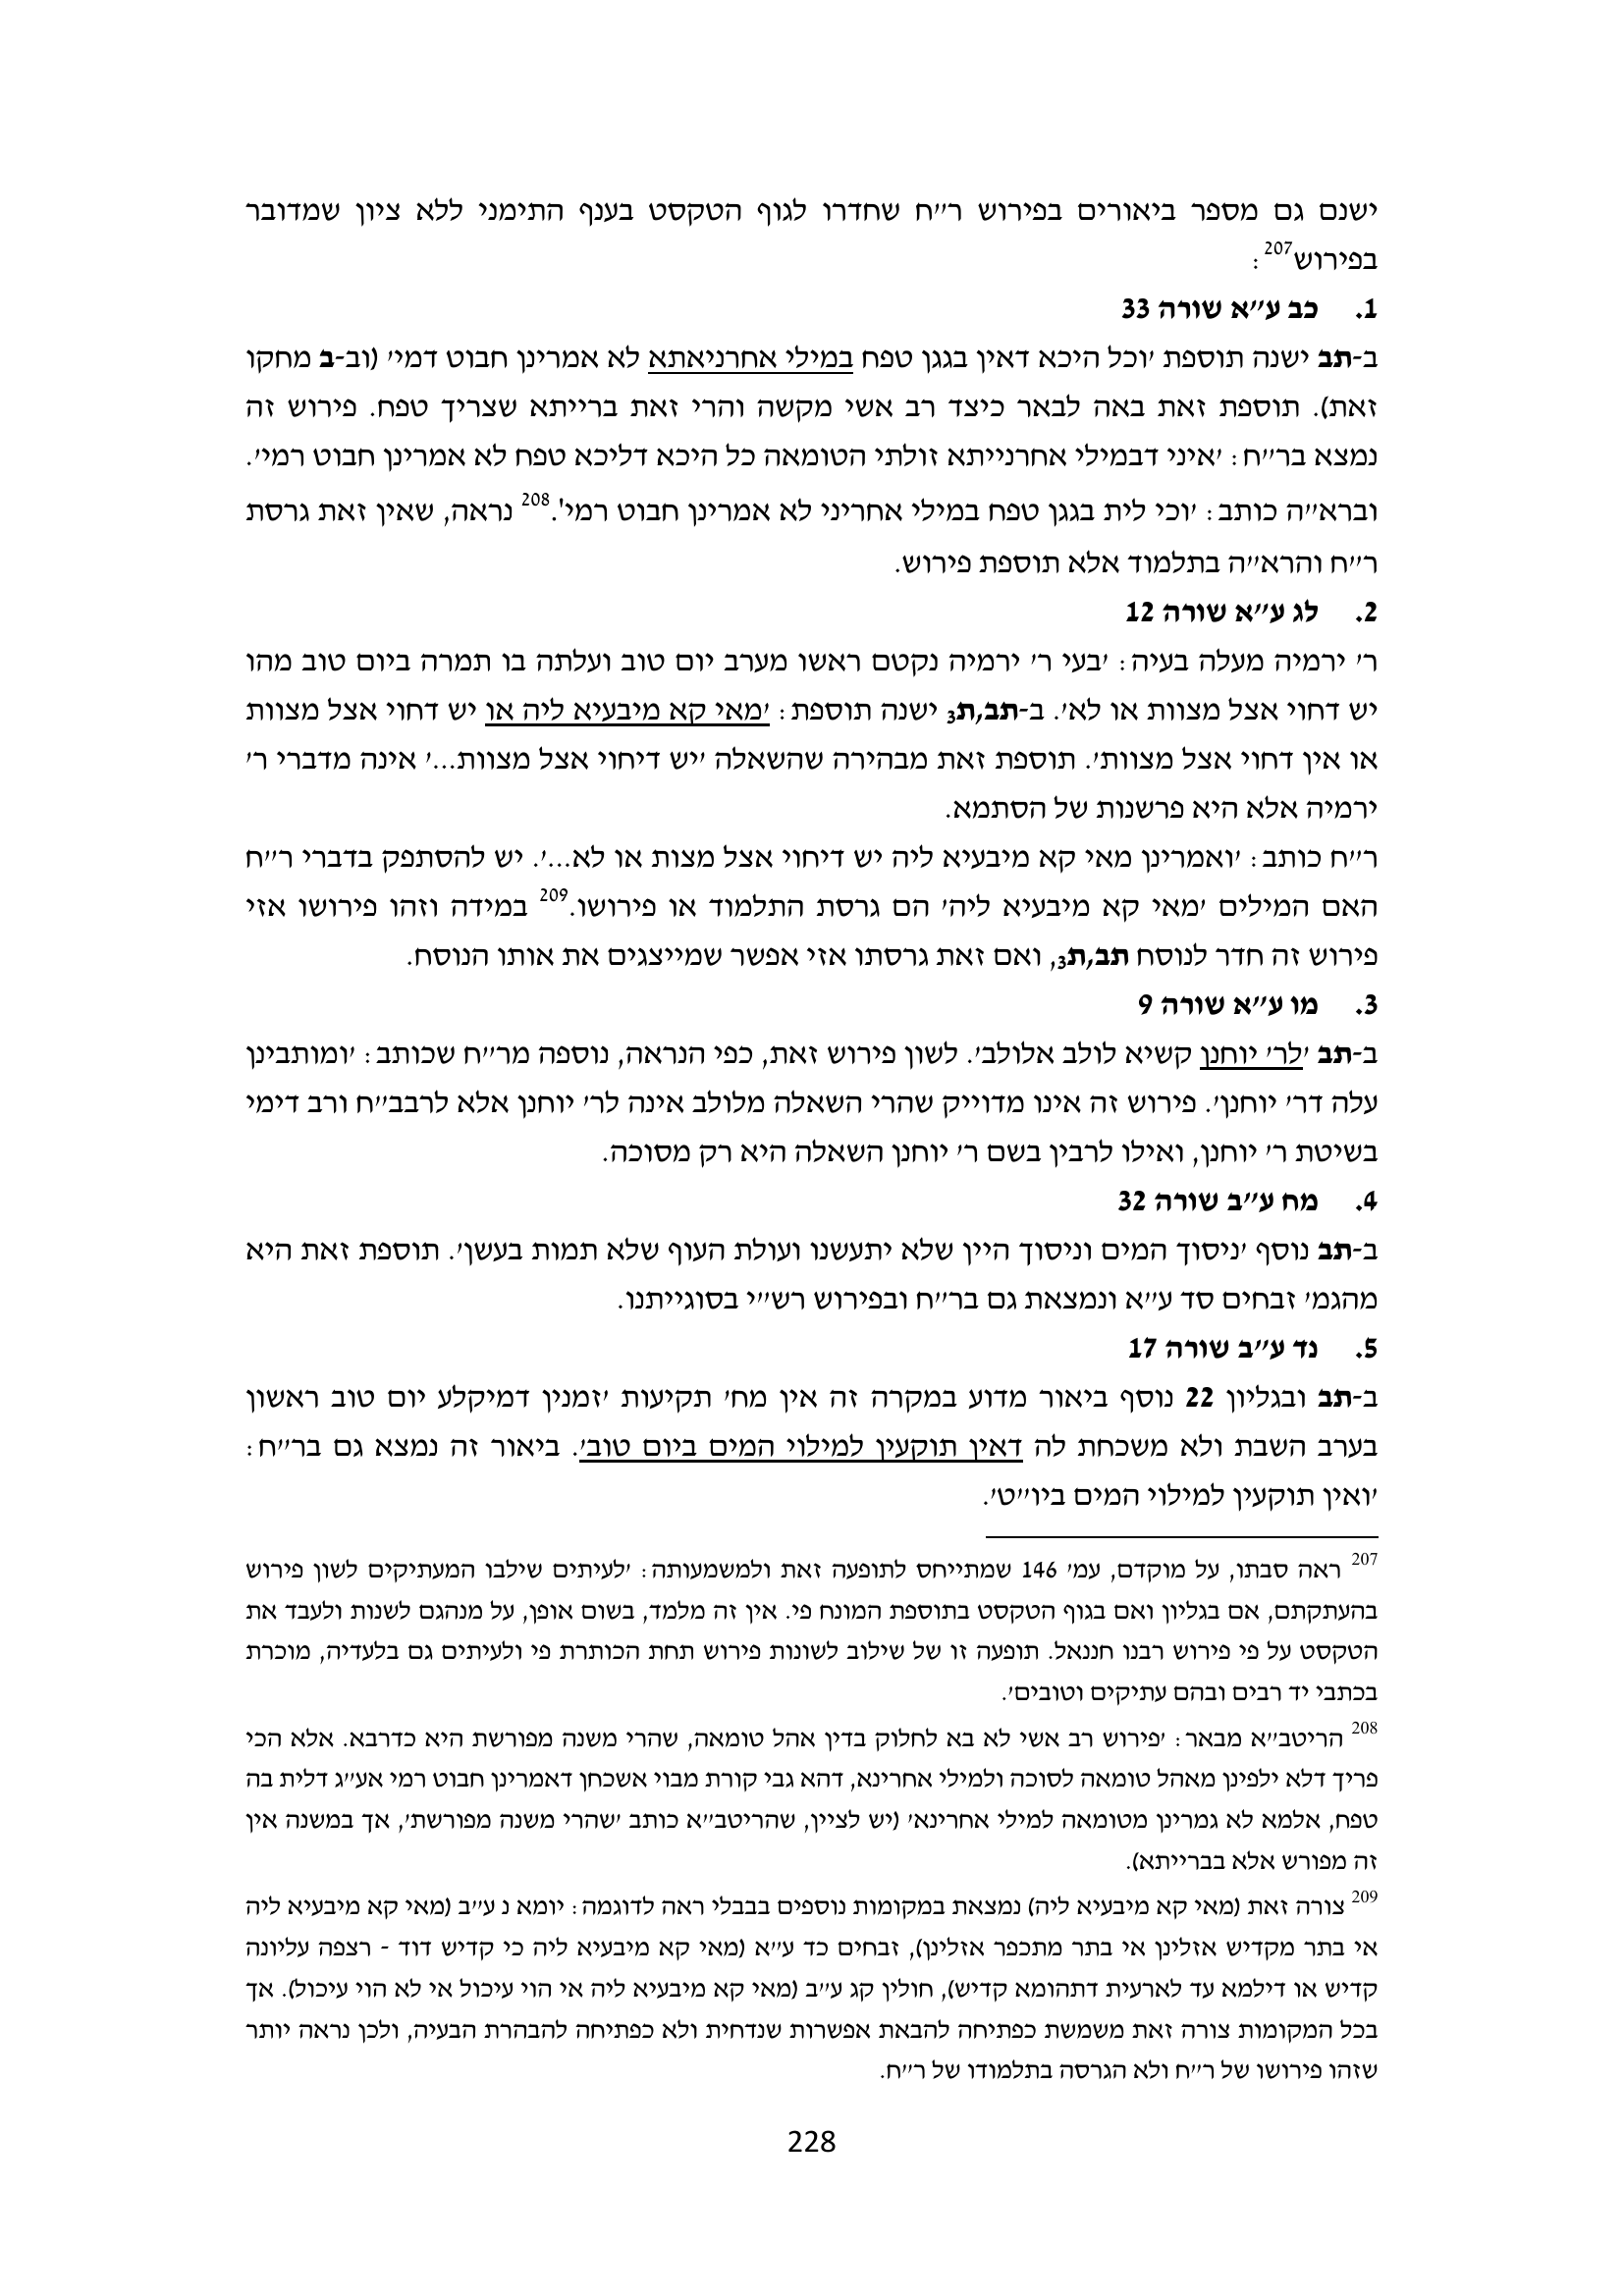 ישנם גם מספר ביאורים בפירוש ר״ח שחדרו לגוף הטקסט בענף התימני ללא ציון שמדובר
בפירוש207:
1. כב ע״א שורה 33
ב-תב ישנה תוספת ׳וכל היכא דאין בגגן טפח במילי אחרניאתא לא אמרינן חבוט דמי׳ (וב-ב מחקו
זאת). תוספת זאת באה לבאר כיצד רב אשי מקשה והרי זאת ברייתא שצריך טפח. פירוש זה
נמצא בר״ח: ׳איני דבמילי אחרנייתא זולתי הטומאה כל היכא דליכא טפח לא אמרינן חבוט רמי׳.
וברא״ה כותב: ׳וכי לית בגגן טפח במילי אחריני לא אמרינן חבוט רמי'.208 נראה, שאין זאת גרסת
ר״ח והרא״ה בתלמוד אלא תוספת פירוש.
2. לג ע״א שורה 12
ר׳ ירמיה מעלה בעיה: ׳בעי ר׳ ירמיה נקטם ראשו מערב יום טוב ועלתה בו תמרה ביום טוב מהו
יש דחוי אצל מצוות או לא׳. ב-תב,ת3 ישנה תוספת: ׳מאי קא מיבעיא ליה או יש דחוי אצל מצוות
או אין דחוי אצל מצוות׳. תוספת זאת מבהירה שהשאלה ׳יש דיחוי אצל מצוות...׳ אינה מדברי ר׳
ירמיה אלא היא פרשנות של הסתמא.
ר״ח כותב: ׳ואמרינן מאי קא מיבעיא ליה יש דיחוי אצל מצות או לא...׳. יש להסתפק בדברי ר״ח
האם המילים ׳מאי קא מיבעיא ליה׳ הם גרסת התלמוד או פירושו.209 במידה וזהו פירושו אזי
פירוש זה חדר לנוסח תב,ת3, ואם זאת גרסתו אזי אפשר שמייצגים את אותו הנוסח.
3. מו ע״א שורה 9
ב-תב ׳לר׳ יוחנן קשיא לולב אלולב׳. לשון פירוש זאת, כפי הנראה, נוספה מר״ח שכותב: ׳ומותבינן
עלה דר׳ יוחנן׳. פירוש זה אינו מדוייק שהרי השאלה מלולב אינה לר׳ יוחנן אלא לרבב״ח ורב דימי
בשיטת ר׳ יוחנן, ואילו לרבין בשם ר׳ יוחנן השאלה היא רק מסוכה.
4. מח ע״ב שורה 32
ב-תב נוסף ׳ניסוך המים וניסוך היין שלא יתעשנו ועולת העוף שלא תמות בעשן׳. תוספת זאת היא
מהגמ׳ זבחים סד ע״א ונמצאת גם בר״ח ובפירוש רש״י בסוגייתנו.
5. נד ע״ב שורה 17
ב-תב ובגליון 22 נוסף ביאור מדוע במקרה זה אין מח׳ תקיעות ׳זמנין דמיקלע יום טוב ראשון
בערב השבת ולא משכחת לה דאין תוקעין למילוי המים ביום טוב׳. ביאור זה נמצא גם בר״ח:
׳ואין תוקעין למילוי המים ביו״ט׳.
207 ראה סבתו, על מוקדם, עמ׳ 146 שמתייחס לתופעה זאת ולמשמעותה: ׳לעיתים שילבו המעתיקים לשון פירוש
בהעתקתם, אם בגליון ואם בגוף הטקסט בתוספת המונח פי. אין זה מלמד, בשום אופן, על מנהגם לשנות ולעבד את
הטקסט על פי פירוש רבנו חננאל. תופעה זו של שילוב לשונות פירוש תחת הכותרת פי ולעיתים גם בלעדיה, מוכרת
בכתבי יד רבים ובהם עתיקים וטובים׳.
208 הריטב״א מבאר: ׳פירוש רב אשי לא בא לחלוק בדין אהל טומאה, שהרי משנה מפורשת היא כדרבא. אלא הכי
פריך דלא ילפינן מאהל טומאה לסוכה ולמילי אחרינא, דהא גבי קורת מבוי אשכחן דאמרינן חבוט רמי אע״ג דלית בה
טפח, אלמא לא גמרינן מטומאה למילי אחרינא׳ (יש לציין, שהריטב״א כותב ׳שהרי משנה מפורשת׳, אך במשנה אין
זה מפורש אלא בברייתא).
209 צורה זאת (מאי קא מיבעיא ליה) נמצאת במקומות נוספים בבבלי ראה לדוגמה: יומא נ ע״ב (מאי קא מיבעיא ליה
אי בתר מקדיש אזלינן אי בתר מתכפר אזלינן), זבחים כד ע״א (מאי קא מיבעיא ליה כי קדיש דוד - רצפה עליונה
קדיש או דילמא עד לארעית דתהומא קדיש), חולין קג ע״ב (מאי קא מיבעיא ליה אי הוי עיכול אי לא הוי עיכול). אך
בכל המקומות צורה זאת משמשת כפתיחה להבאת אפשרות שנדחית ולא כפתיחה להבהרת הבעיה, ולכן נראה יותר
שזהו פירושו של ר״ח ולא הגרסה בתלמודו של ר״ח.
228